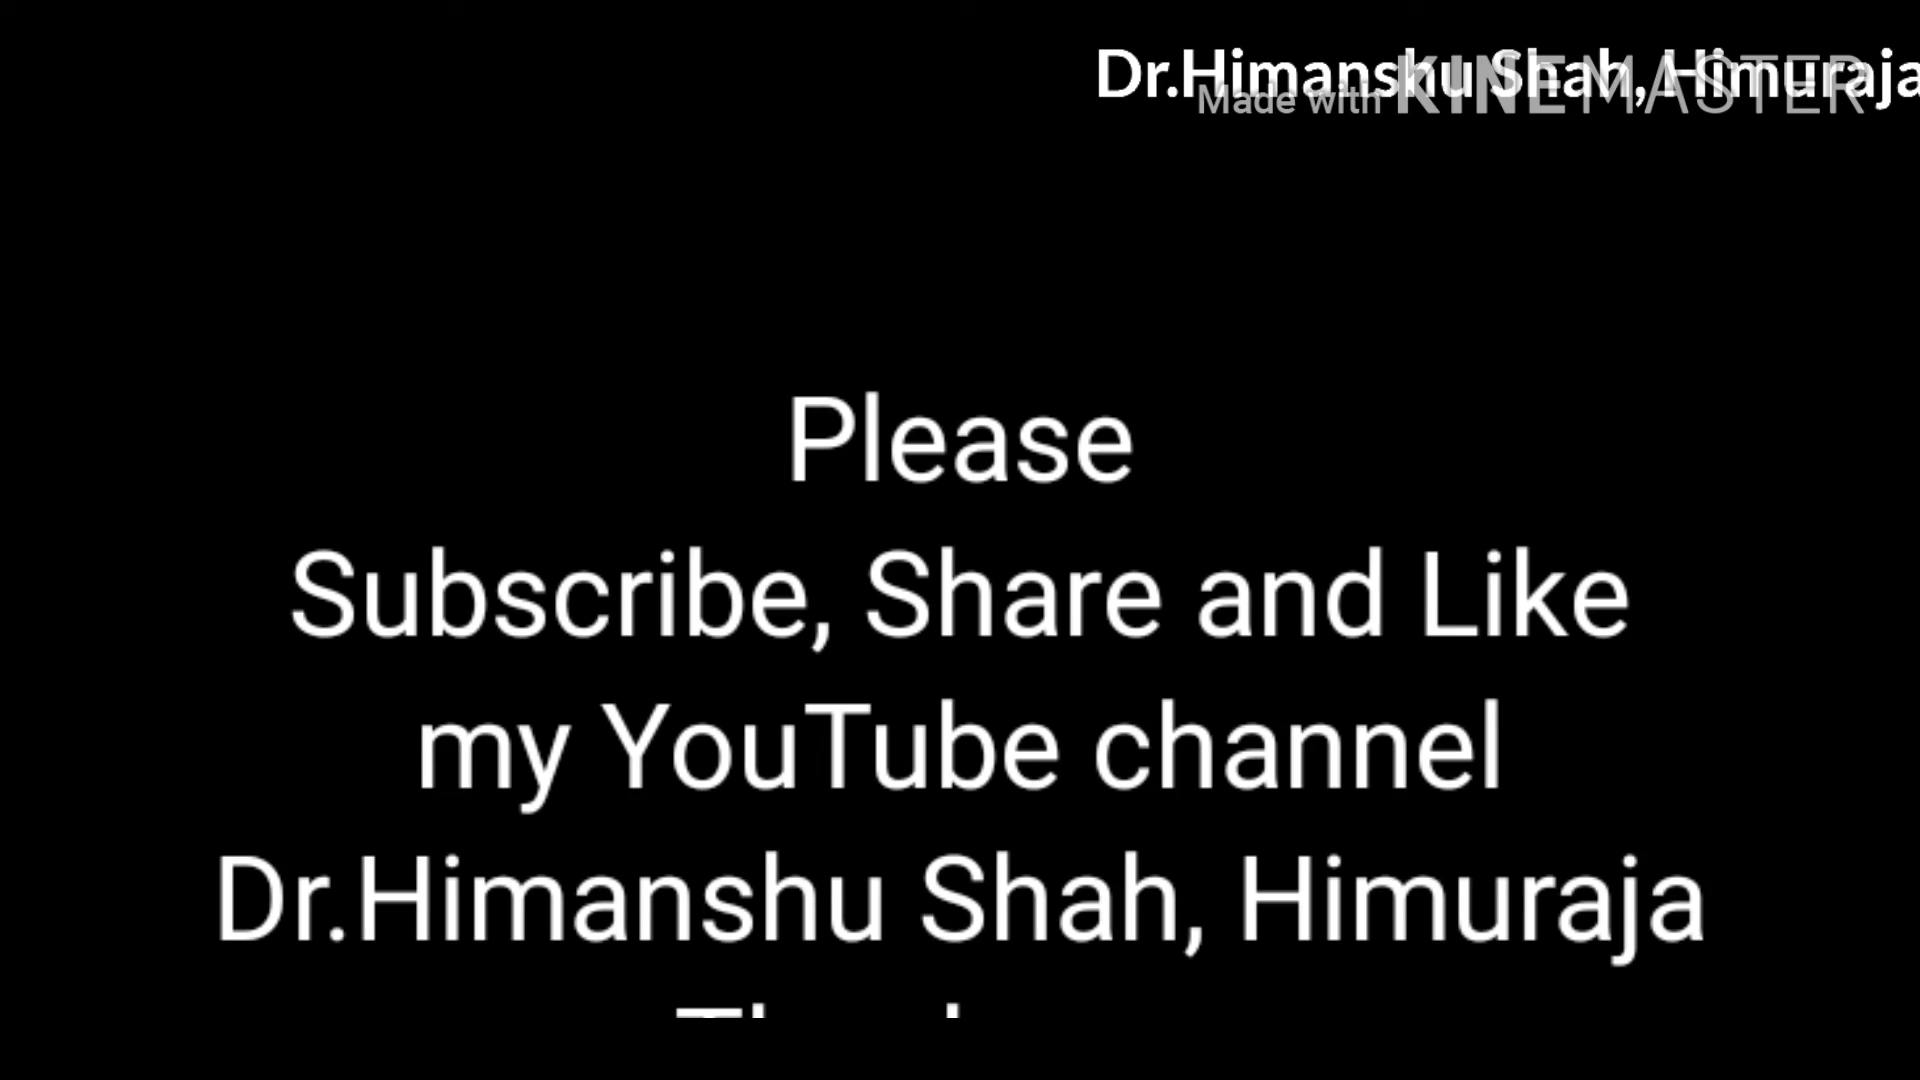 Dr.Himanshu Shah, Himuraja
Made with KINEMASTER
Please
Subscribe, Share and Like
my YouTube channel
Dr.Himanshu Shah, Himuraja